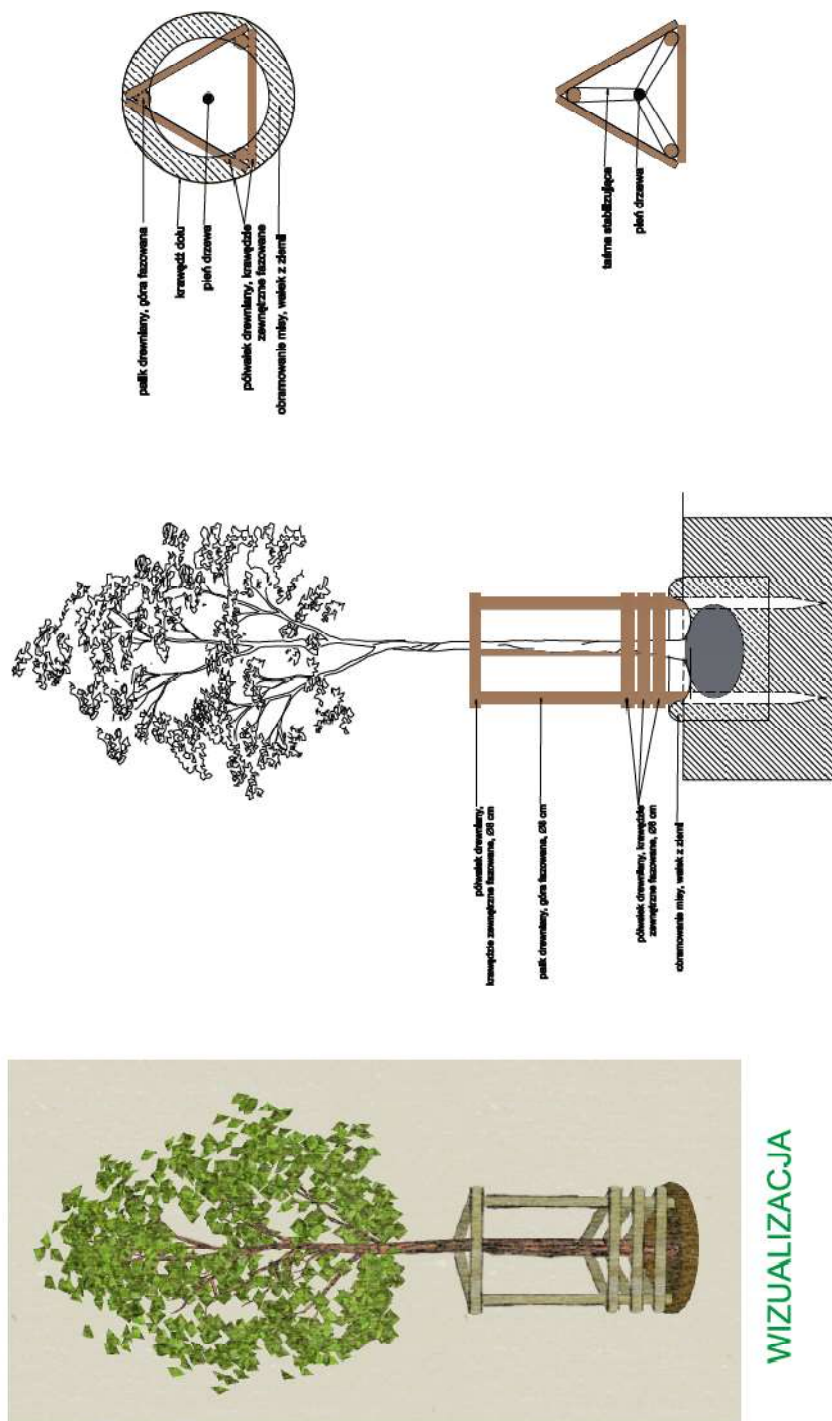 palik drewniany, góra fazowana
krawędź dołu
pień drzewa
półwałek drewniany, krawędzie
zewnętrzne fazowane
obramowanie misy, wałek z ziemi
taśma stabilizująca
pień drzewa
półwałek drewniany,
krawędzie zewnętrzne fazowane, Ø8 cm
palik drewniany, góra fazowana, Ø8 cm
półwałek drewniany, krawędzie
zewnętrzne fazowane, Ø8 cm
obramowanie misy, wałek z ziemi
WIZUALIZACJA